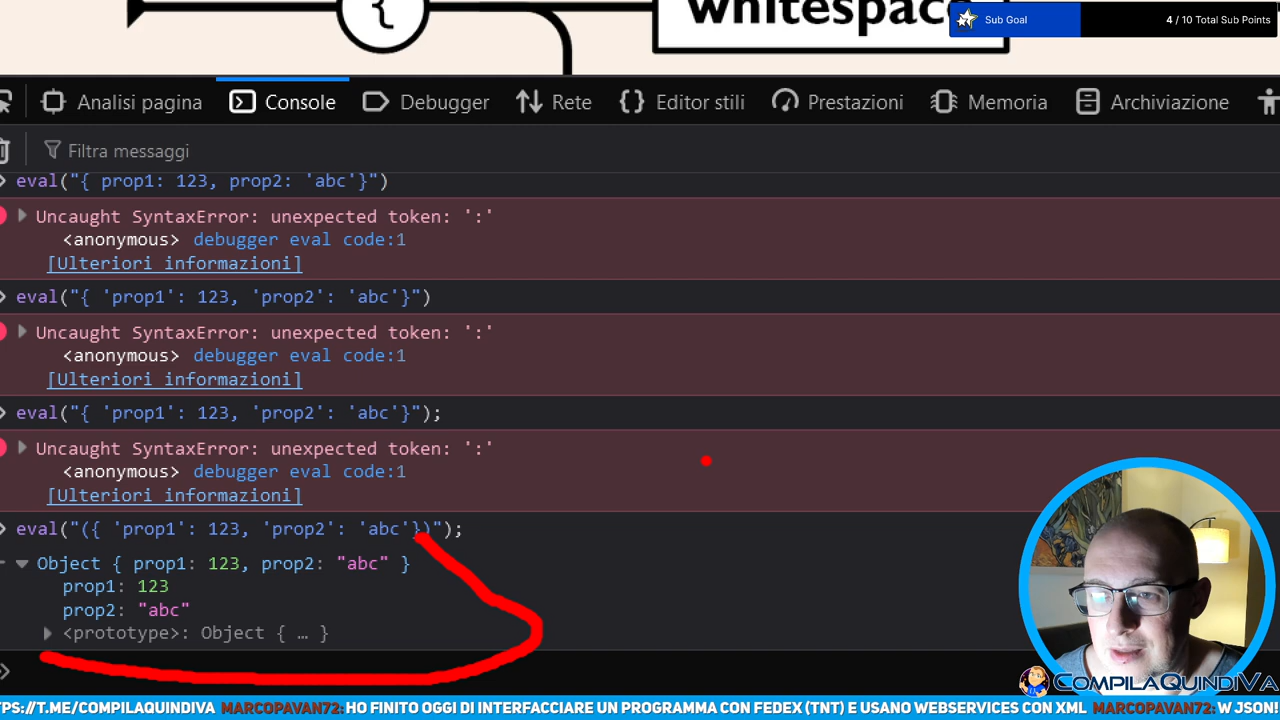 {
whitespace
Sub Goal
4 / 10 Total Sub Points
Analisi pagina
Console
Debugger
Rete
{} Editor stili
Prestazioni
Memoria
Archiviazione
Filtra messaggi
eval("{ prop1: 123, prop2: 'abc'}")
Uncaught SyntaxError: unexpected token: ':'
<anonymous> debugger eval code:1
[Ulteriori informazioni]
eval("{ 'prop1': 123, 'prop2': 'abc'}")
Uncaught SyntaxError: unexpected token: ':'
<anonymous> debugger eval code:1
[Ulteriori informazioni]
eval("{ 'prop1': 123, 'prop2': 'abc'}");
Uncaught SyntaxError: unexpected token: ':'
<anonymous> debugger eval code:1
[Ulteriori informazioni]
eval("({ 'prop1': 123, 'prop2': 'abc'})");
Object { prop1: 123, prop2: "abc" }
prop1: 123
prop2: "abc"
<prototype>: Object { … }
COMPILAQUINDIVA
TPS://T.ME/COMPILAQUINDIVA MARCOPAVAN72: HO FINITO OGGI DI INTERFACCIARE UN PROGRAMMA CON FEDEX (TNT) E USANO WEBSERVICES CON XML MARCOPAVAN72: W JSON!